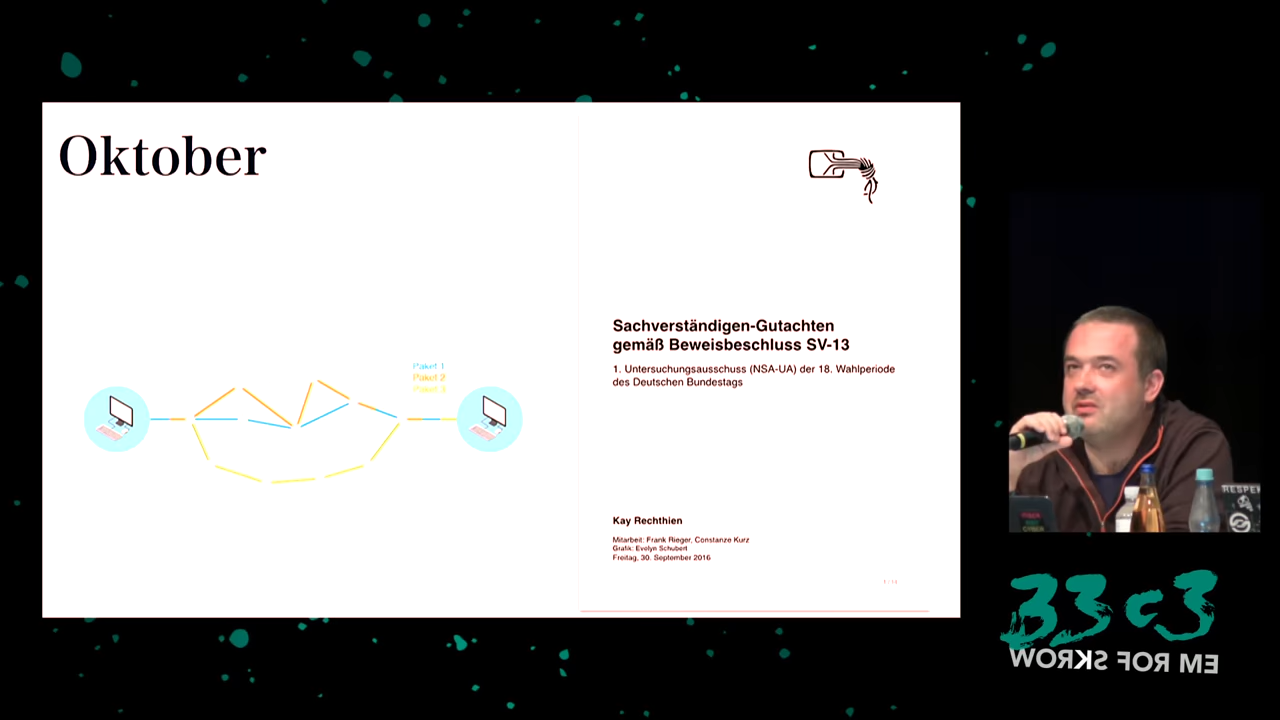 Oktober
Paket 1
Paket 2
Paket 3
Sachverständigen-Gutachten
gemäß Beweisbeschluss SV-13
1. Untersuchungsausschuss (NSA-UA) der 18. Wahlperiode
des Deutschen Bundestags
Kay Rechthien
Mitarbeit: Frank Rieger, Constanze Kurz
Grafik: Evelyn Schubert
Freitag, 30. September 2016
33c3
WORKS FOR ME